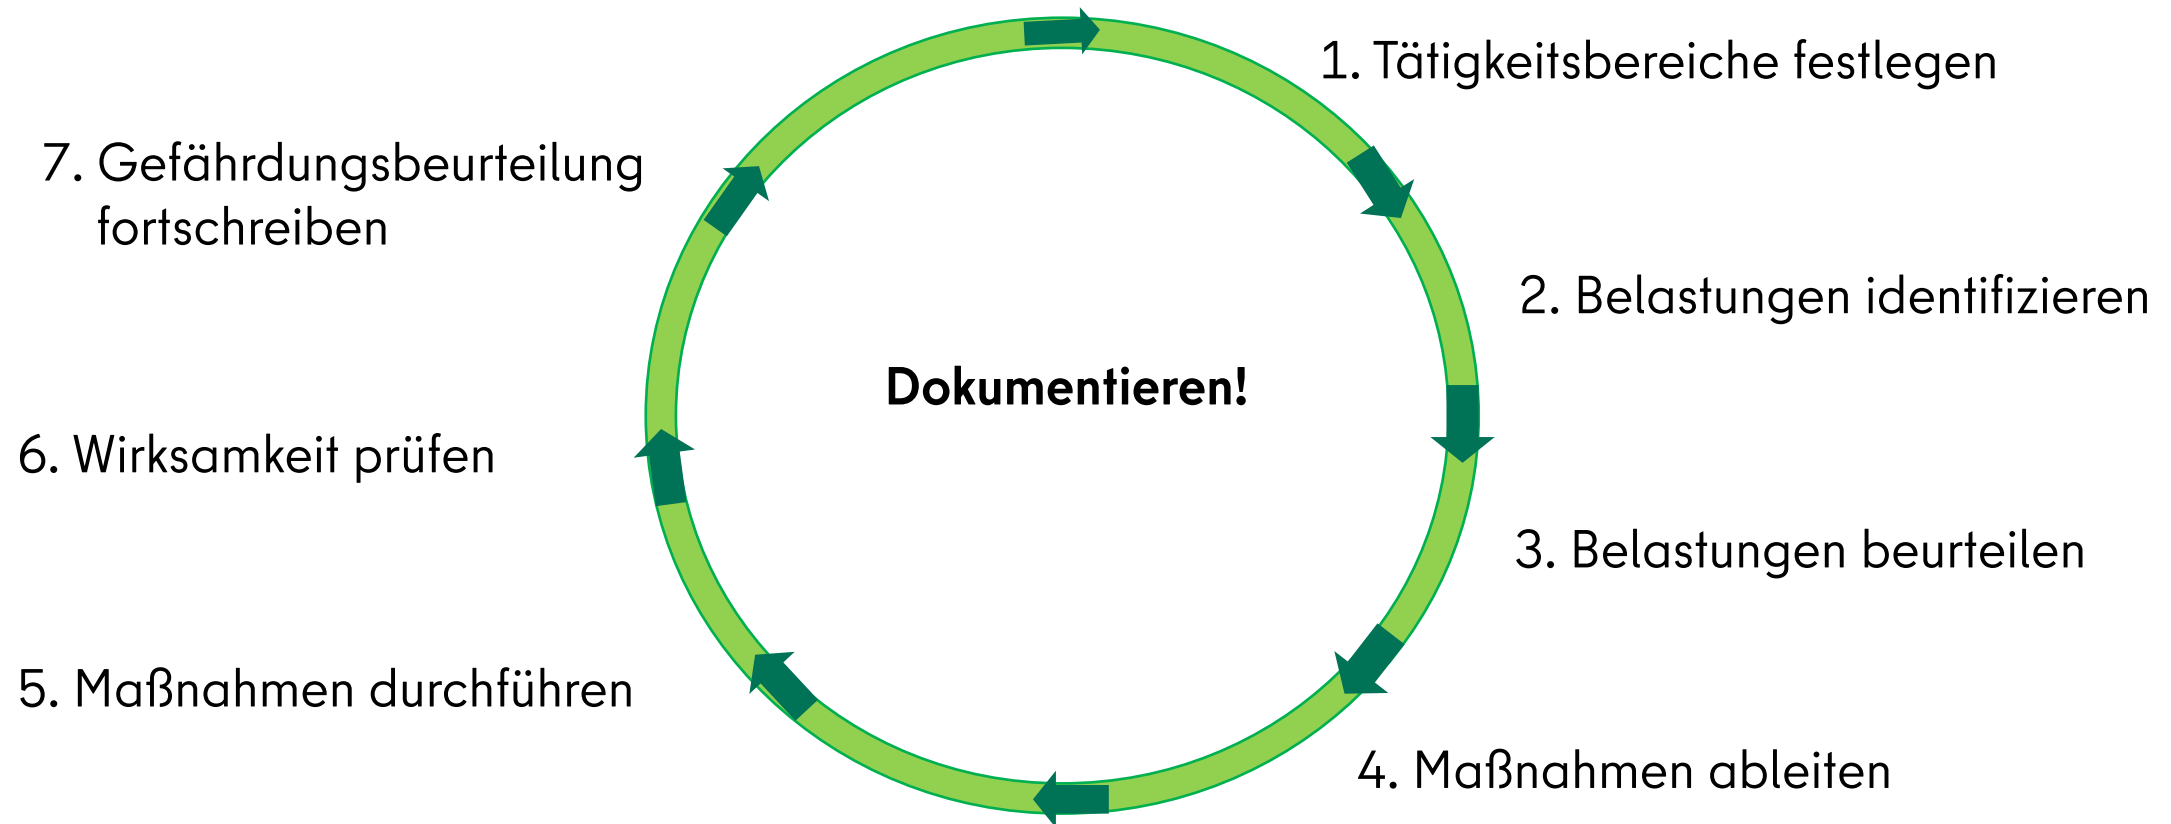 1. Tätigkeitsbereiche festlegen
2. Belastungen identifizieren
3. Belastungen beurteilen
4. Maßnahmen ableiten
5. Maßnahmen durchführen
6. Wirksamkeit prüfen
7. Gefährdungsbeurteilung
fortschreiben
Dokumentieren!